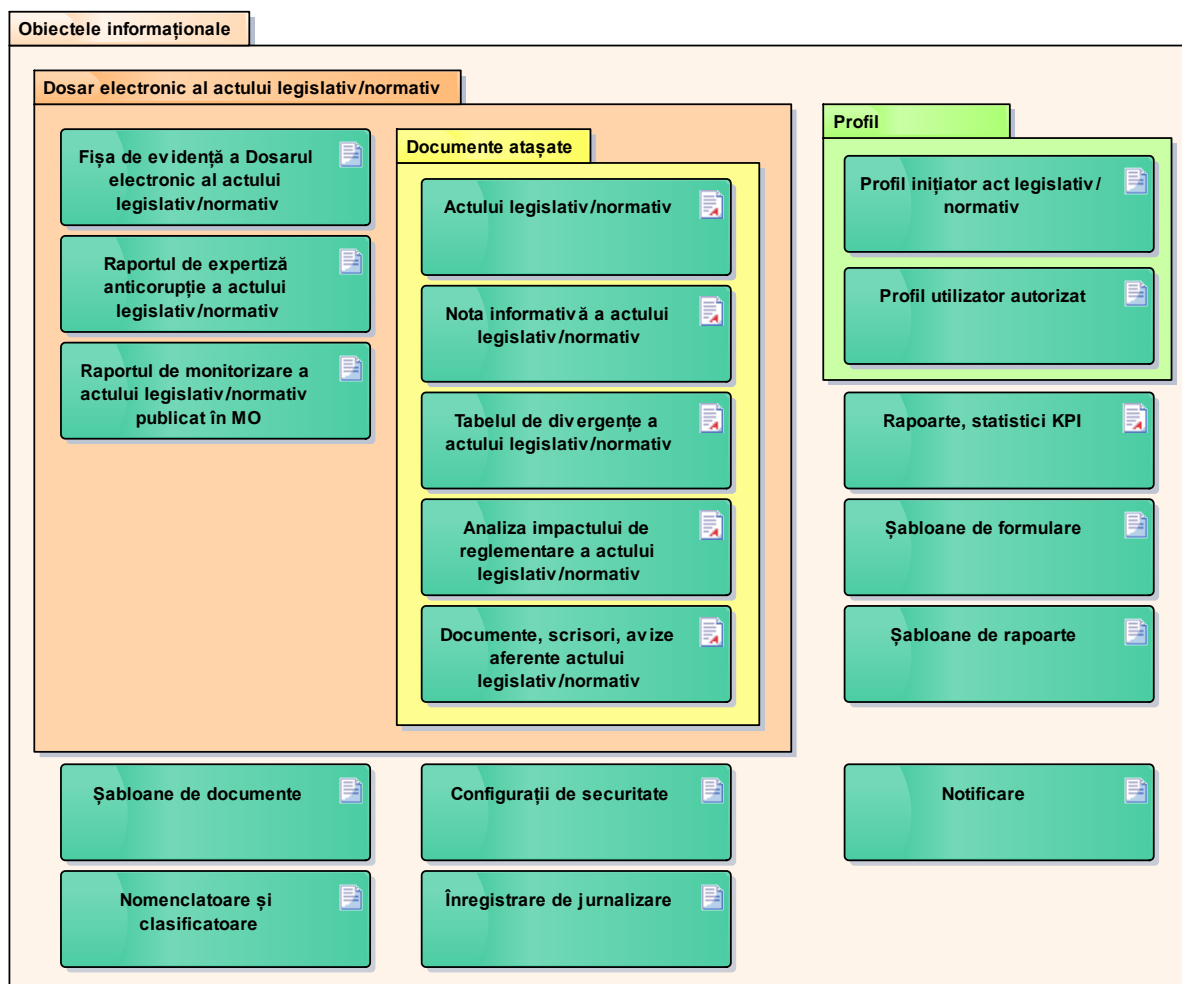 Obiectele informaționale
Dosar electronic al actului legislativ/normativ
Fișa de evidență a Dosarul
electronic al actului
legislativ/normativ
Raportul de expertiză
anticorupție a actului
legislativ/normativ
Raportul de monitorizare a
actului legislativ/normativ
publicat în MO
Documente atașate
Actului legislativ/normativ
Nota informativă a actului
legislativ/normativ
Tabelul de divergențe a
actului legislativ/normativ
Analiza impactului de
reglementare a actului
legislativ/normativ
Documente, scrisori, avize
aferente actului
legislativ/normativ
Profil
Profil inițiator act legislativ/
normativ
Profil utilizator autorizat
Rapoarte, statistici KPI
Șabloane de formulare
Șabloane de rapoarte
Șabloane de documente
Configurații de securitate
Notificare
Nomenclatoare și
clasificatoare
Înregistrare de jurnalizare